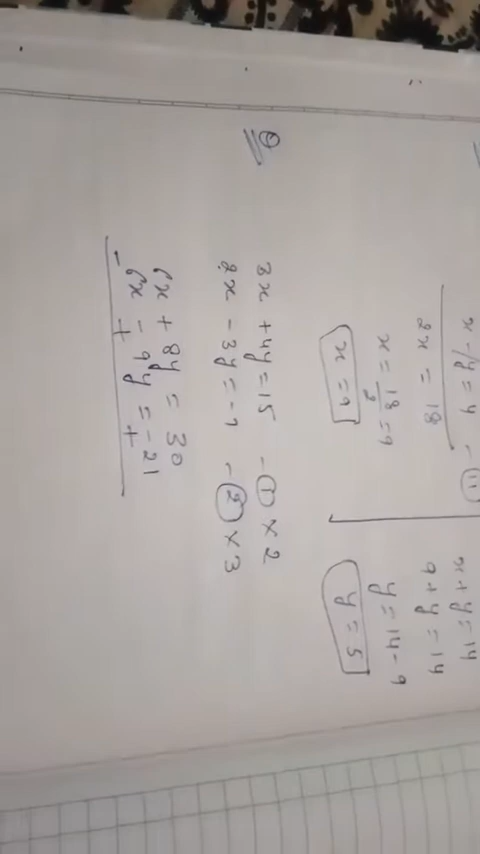 x - y = 4 - (11)
2x = 18
x = 18/2 = 9
x = 9
x + y = 14
9 + y = 14
y = 14 - 9
y = 5
3x + 4y = 15 - (1) × 2
2x - 3y = -7 - (2) × 3
6x + 8y = 30
6x - 9y = -21
- + +